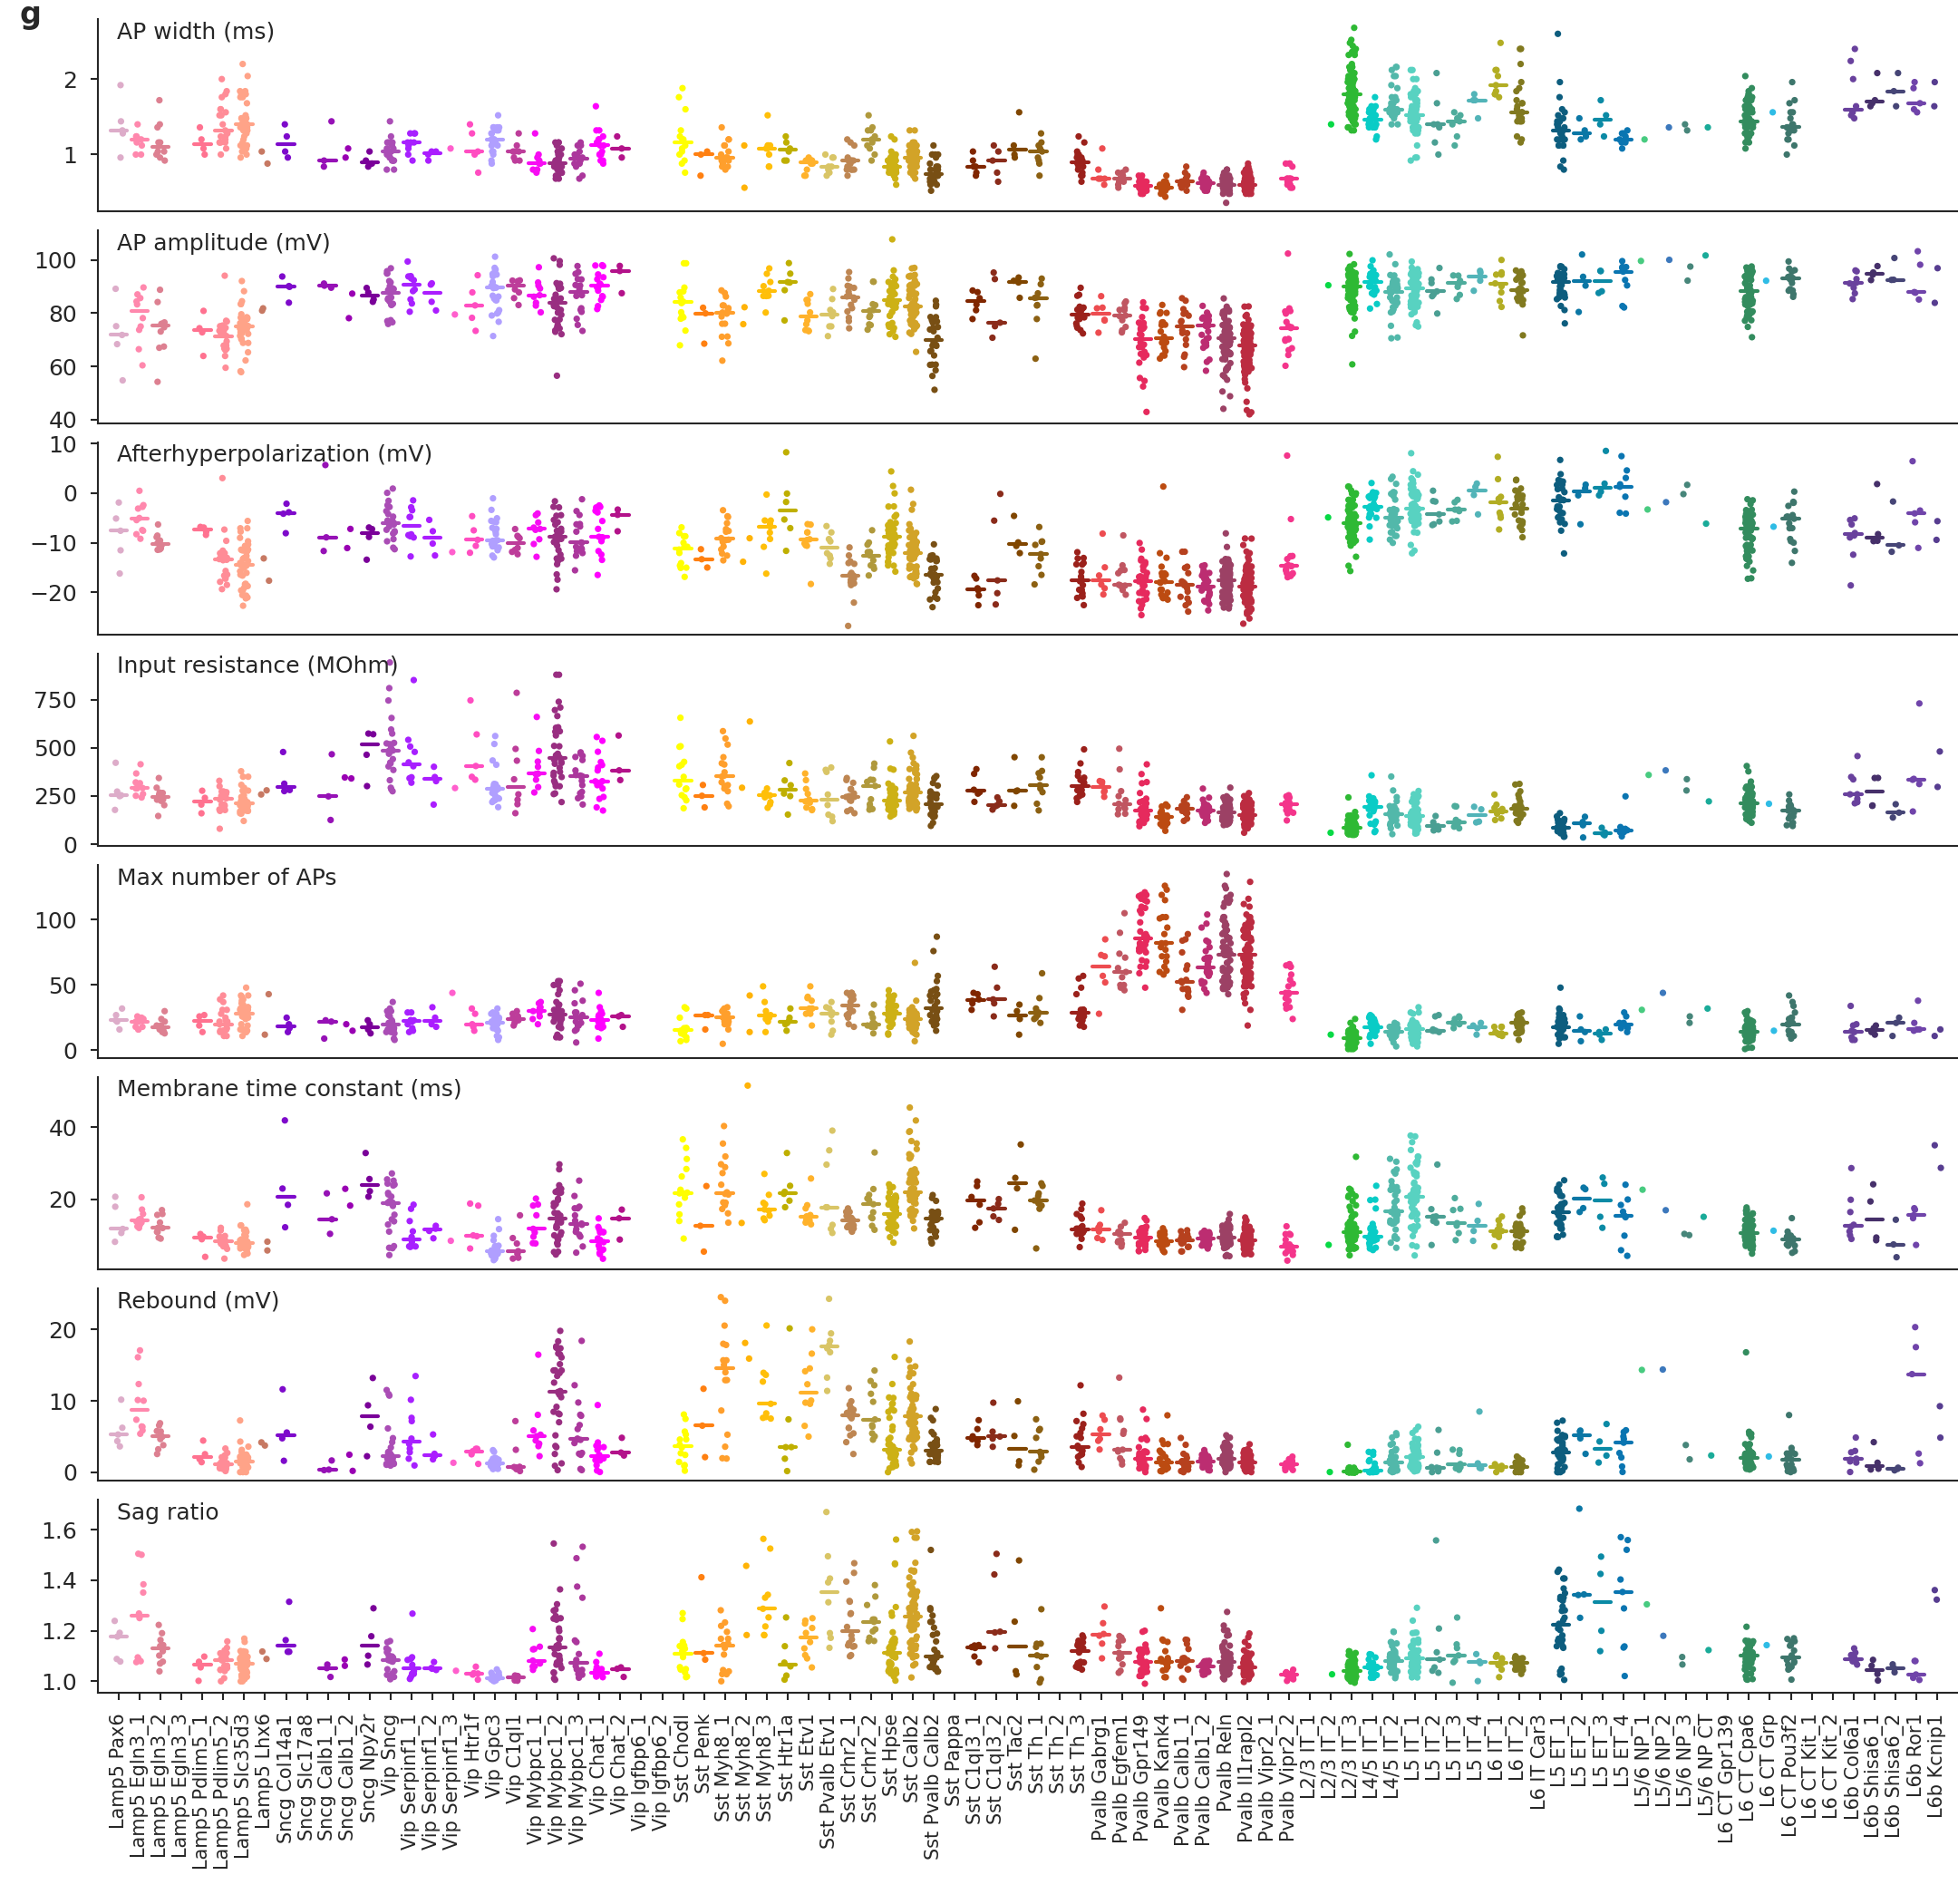 g
AP width (ms)
2
1
AP amplitude (mV)
100
80
60
40
Afterhyperpolarization (mV)
10
0
−10
−20
Input resistance (MOhm)
750
500
250
0
Max number of APs
100
50
0
Membrane time constant (ms)
40
20
Rebound (mV)
20
10
0
Sag ratio
1.6
1.4
1.2
1.0
Lamp5 Pax6
Lamp5 Egln3_1
Lamp5 Egln3_2
Lamp5 Egln3_3
Lamp5 Pdlim5_1
Lamp5 Pdlim5_2
Lamp5 Slc35d3
Lamp5 Lhx6
Sncg Col14a1
Sncg Slc17a8
Sncg Calb1_1
Sncg Calb1_2
Sncg Npy2r
Vip Sncg
Vip Serpinf1_1
Vip Serpinf1_2
Vip Serpinf1_3
Vip Htr1f
Vip Gpc3
Vip C1ql1
Vip Mybpc1_1
Vip Mybpc1_2
Vip Mybpc1_3
Vip Chat_1
Vip Chat_2
Vip Igfbp6_1
Vip Igfbp6_2
Sst Chodl
Sst Penk
Sst Myh8_1
Sst Myh8_2
Sst Myh8_3
Sst Htr1a
Sst Etv1
Sst Pvalb Etv1
Sst Crhr2_1
Sst Crhr2_2
Sst Hpse
Sst Calb2
Sst Pvalb Calb2
Sst Pappa
Sst C1ql3_1
Sst C1ql3_2
Sst Tac2
Sst Th_1
Sst Th_2
Sst Th_3
Pvalb Gabrg1
Pvalb Egfem1
Pvalb Gpr149
Pvalb Kank4
Pvalb Calb1_1
Pvalb Calb1_2
Pvalb Reln
Pvalb Il1rapl2
Pvalb Vipr2_1
Pvalb Vipr2_2
L2/3 IT_1
L2/3 IT_2
L2/3 IT_3
L4/5 IT_1
L4/5 IT_2
L5 IT_1
L5 IT_2
L5 IT_3
L5 IT_4
L6 IT_1
L6 IT_2
L6 IT Car3
L5 ET_1
L5 ET_2
L5 ET_3
L5 ET_4
L5/6 NP_1
L5/6 NP_2
L5/6 NP_3
L5/6 NP CT
L6 CT Gpr139
L6 CT Cpa6
L6 CT Grp
L6 CT Pou3f2
L6 CT Kit_1
L6 CT Kit_2
L6b Col6a1
L6b Shisa6_1
L6b Shisa6_2
L6b Ror1
L6b Kcnip1